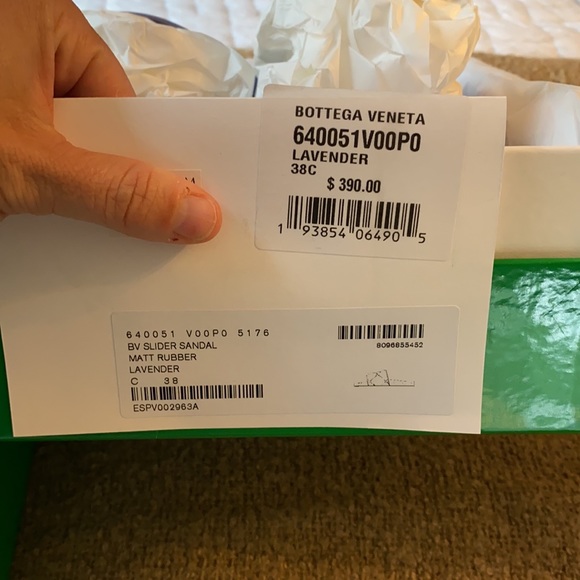 BOTTEGA VENETA
640051V00P0
LAVENDER
38C
$ 390.00
1 93854 06490 5
640051 V00P0 5176
BV SLIDER SANDAL
MATT RUBBER
LAVENDER
C 38
ESPV002963A
8096855452